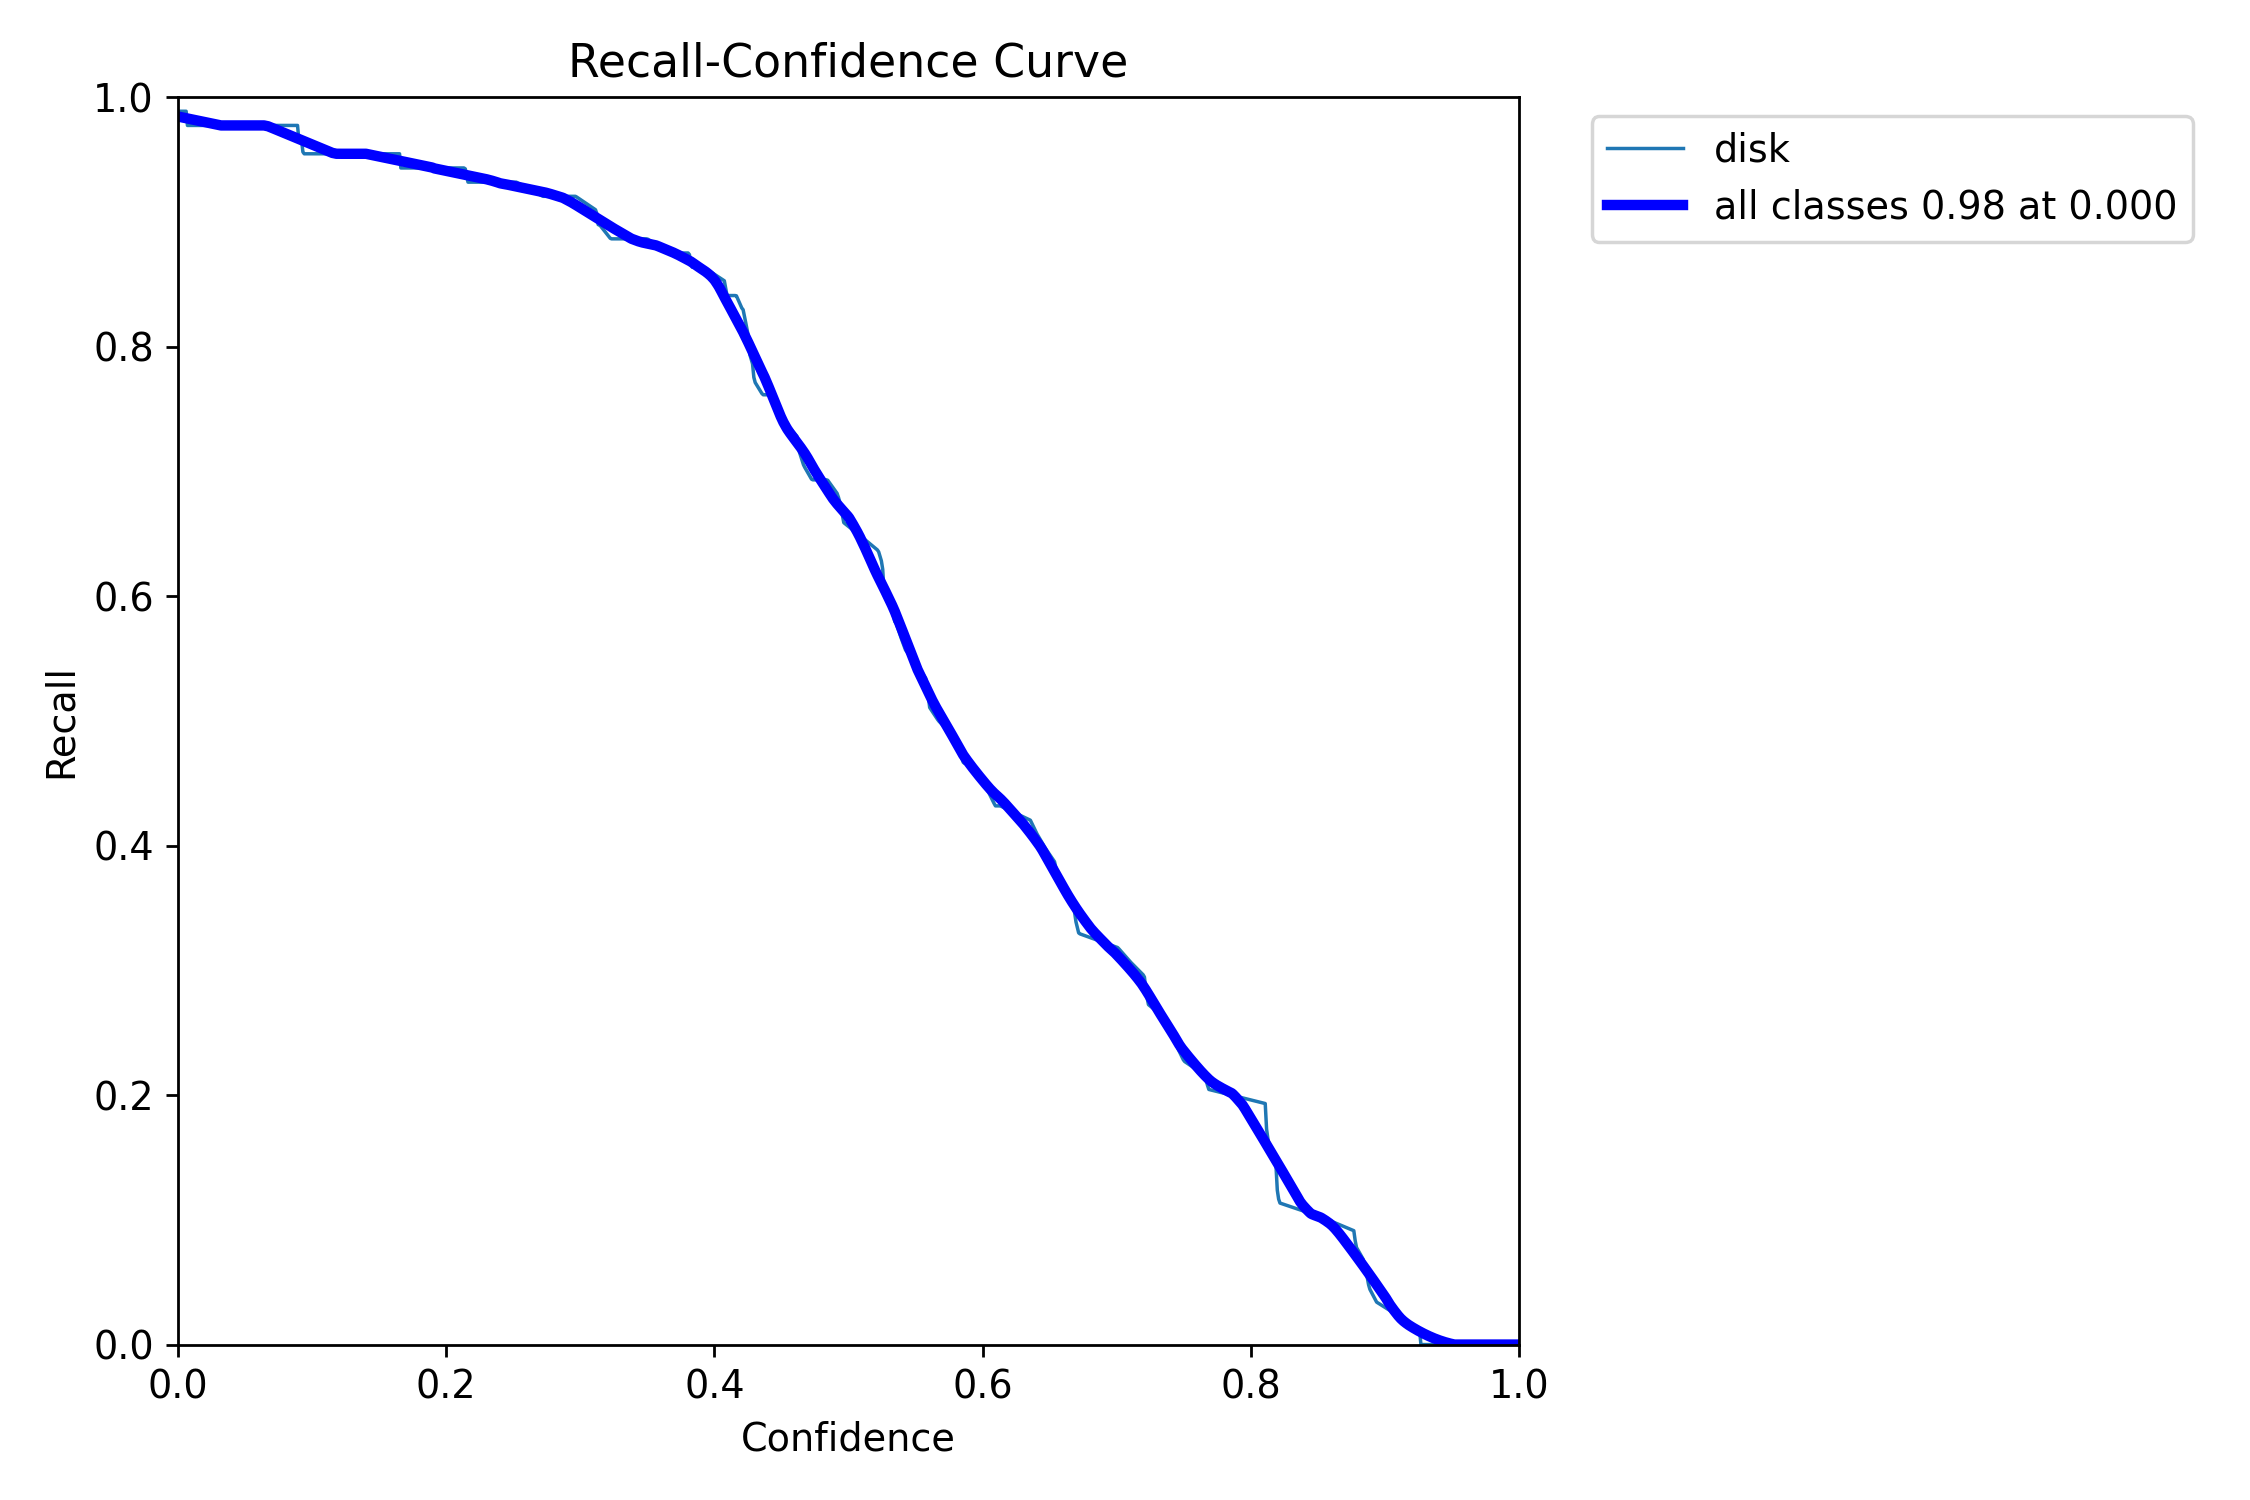 Recall-Confidence Curve
1.0
0.8
0.6
0.4
0.2
0.0
Recall
0.0 0.2 0.4 0.6 0.8 1.0
Confidence
disk
all classes 0.98 at 0.000